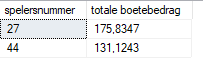 spelersnummer totale boetebedrag
27 175,8347
44 131,1243